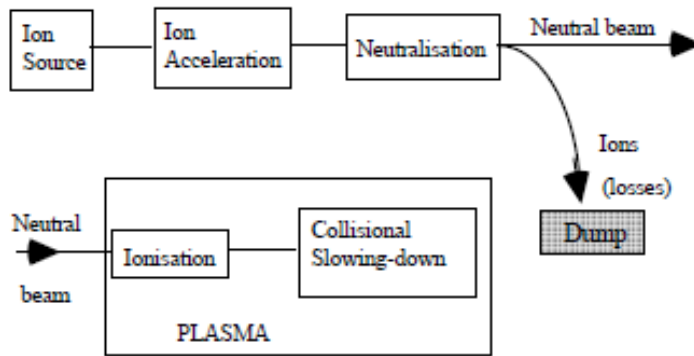 Ion
Source
Ion
Acceleration
Neutralisation
Neutral beam
Ions
(losses)
Dump
Neutral
beam
Ionisation
Collisional
Slowing-down
PLASMA